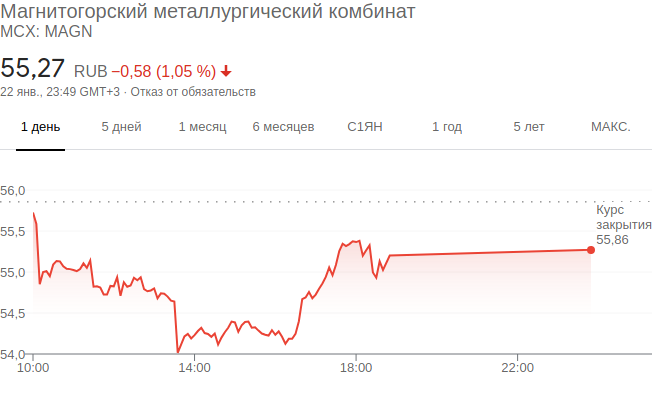 Магнитогорский металлургический комбинат
MCX: MAGN
55,27 RUB −0,58 (1,05 %)
22 янв., 23:49 GMT+3 · Отказ от обязательств
1 день 5 дней 1 месяц 6 месяцев С1ЯН 1 год 5 лет МАКС.
56,0
Курс
закрытия
55,86
55,5
55,0
54,5
54,0
10:00 14:00 18:00 22:00